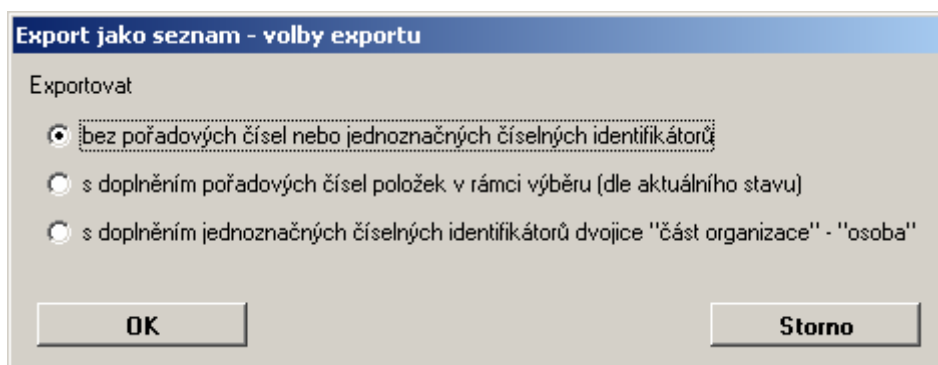 Export jako seznam - volby exportu
Exportovat
bez pořadových čísel nebo jednoznačných číselných identifikátorů
s doplněním pořadových čísel položek v rámci výběru (dle aktuálního stavu)
s doplněním jednoznačných číselných identifikátorů dvojice "část organizace" - "osoba"
OK Storno